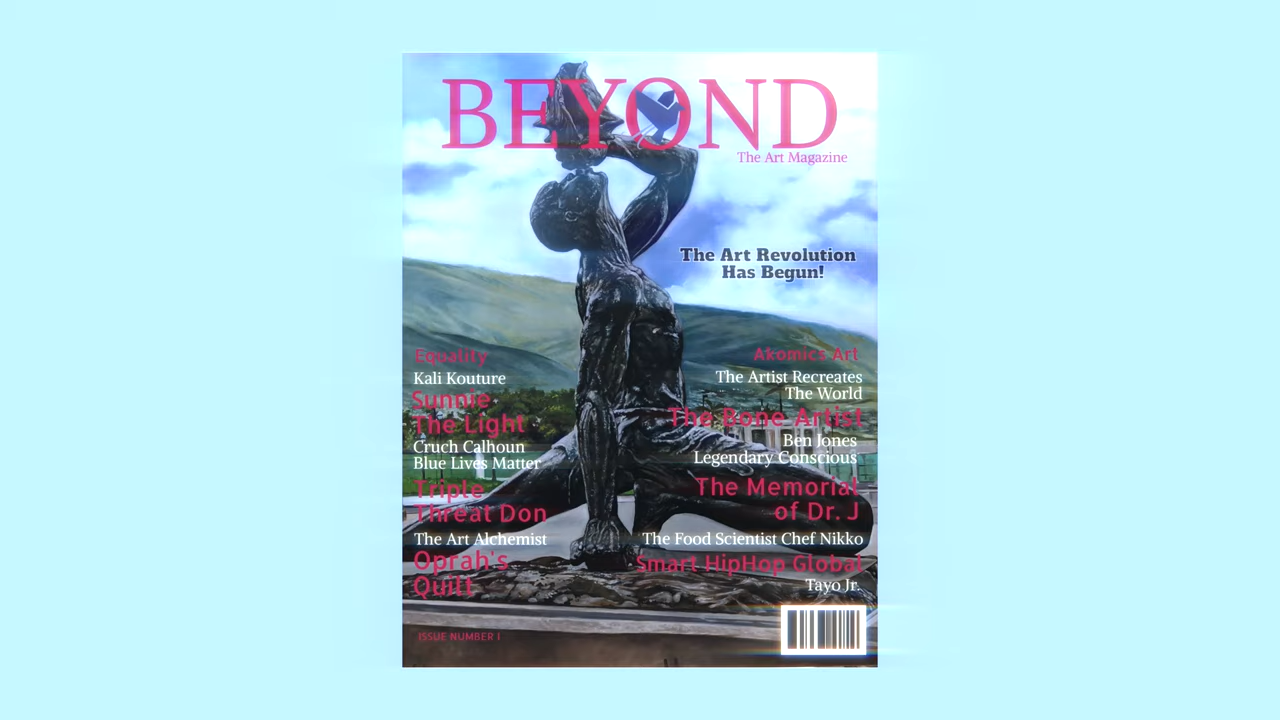 BEYOND
The Art Magazine
The Art Revolution
Has Begun!
Equality
Kali Kouture
Sunnie
The Light
Cruch Calhoun
Blue Lives Matter
Triple
Threat Don
The Art Alchemist
Oprah's
Quilt
ISSUE NUMBER 1
Akomics Art
The Artist Recreates
The World
The Bone Artist
Ben Jones
Legendary Conscious
The Memorial
of Dr. J
The Food Scientist Chef Nikko
Smart HipHop Global
Tayo Jr.